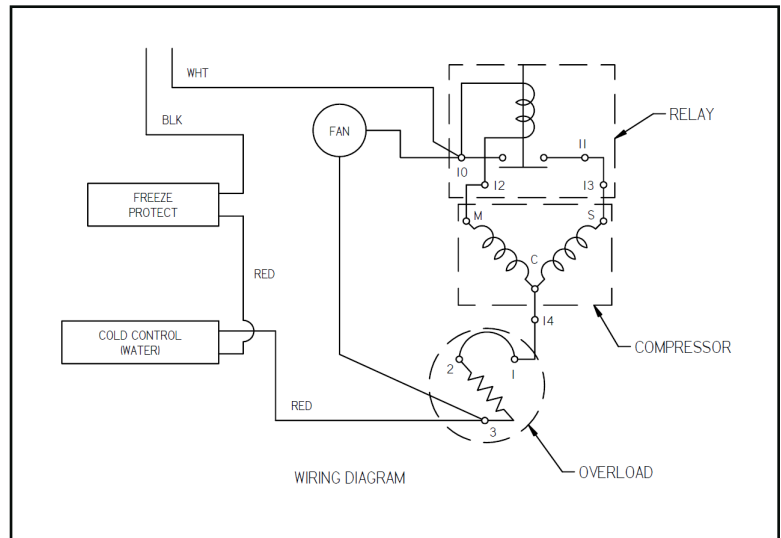 WHT
BLK
FAN
RELAY
10
11
12
13
FREEZE
PROTECT
M
S
C
RED
14
COLD CONTROL
(WATER)
COMPRESSOR
2
1
RED
3
WIRING DIAGRAM
OVERLOAD